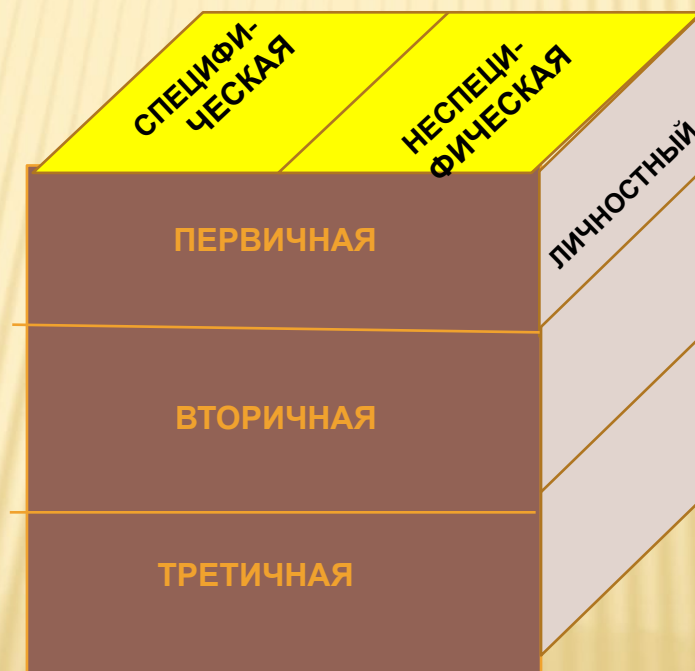 СПЕЦИФИ-
ЧЕСКАЯ
НЕСПЕЦИ-
ФИЧЕСКАЯ
ЛИЧНОСТНЫЙ
ПЕРВИЧНАЯ
ВТОРИЧНАЯ
ТРЕТИЧНАЯ